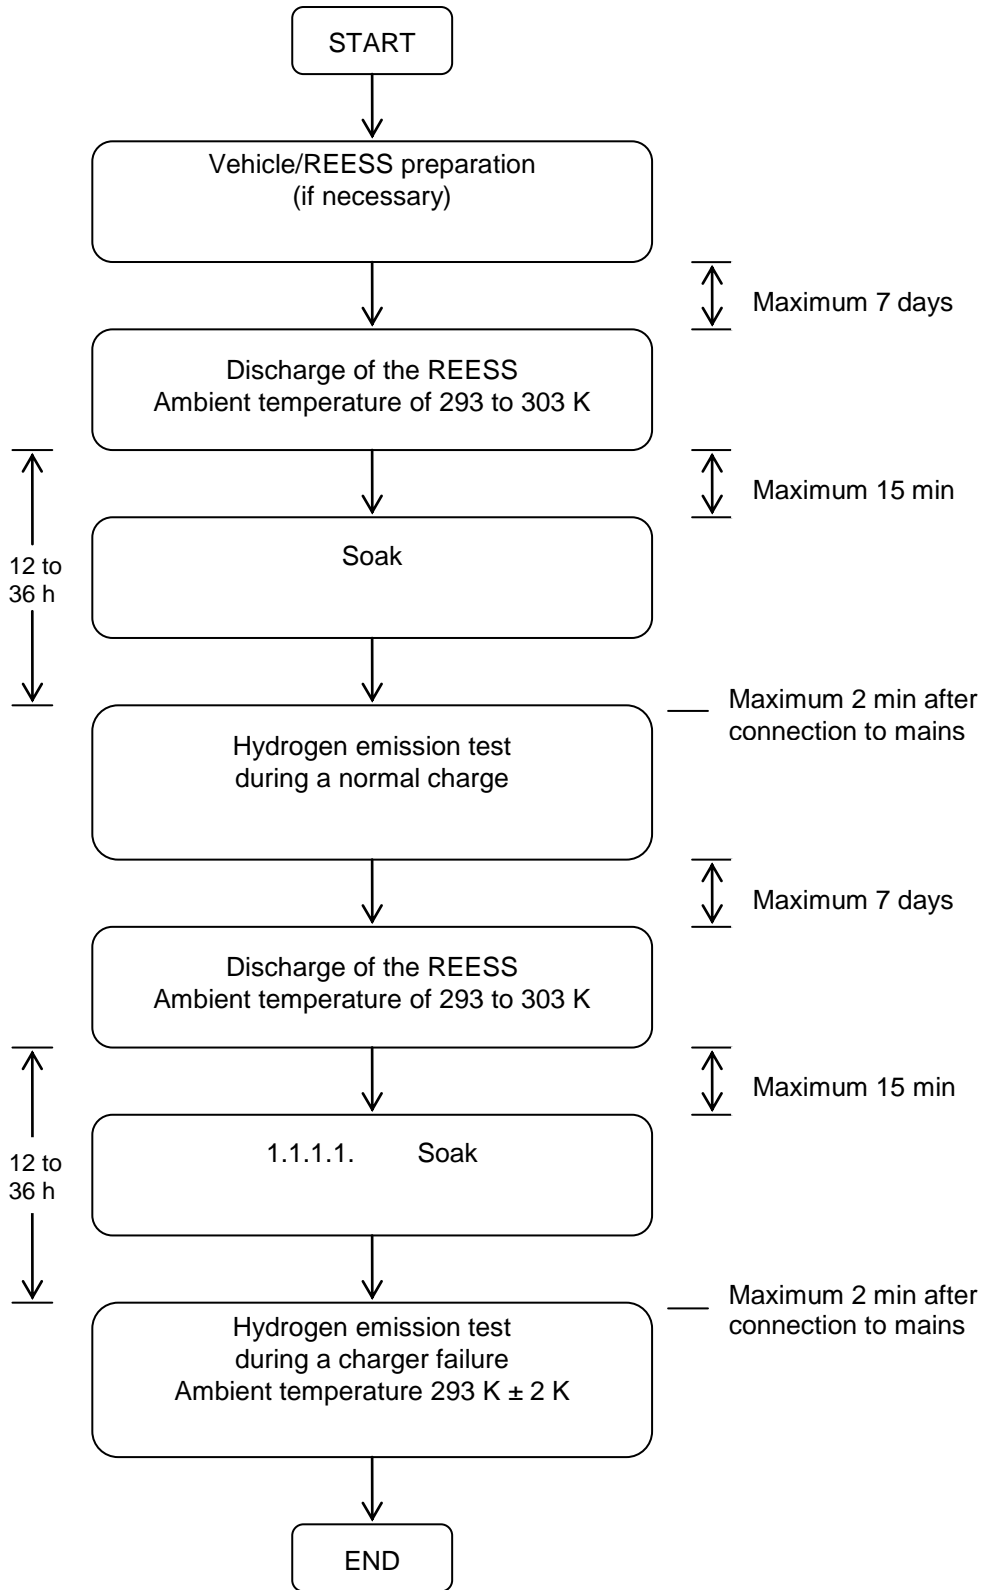 START
Vehicle/REESS preparation
(if necessary)
Maximum 7 days
Discharge of the REESS
Ambient temperature of 293 to 303 K
Maximum 15 min
12 to
36 h
Soak
Maximum 2 min after
connection to mains
Hydrogen emission test
during a normal charge
Maximum 7 days
Discharge of the REESS
Ambient temperature of 293 to 303 K
Maximum 15 min
12 to
36 h
1.1.1.1. Soak
Maximum 2 min after
connection to mains
Hydrogen emission test
during a charger failure
Ambient temperature 293 K ± 2 K
END